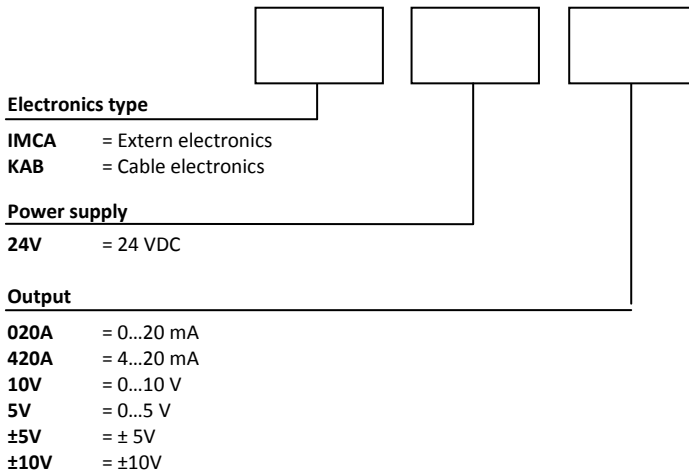 Electronics type
IMCA = Extern electronics
KAB = Cable electronics
Power supply
24V = 24 VDC
Output
020A = 0...20 mA
420A = 4...20 mA
10V = 0...10 V
5V = 0...5 V
±5V = ± 5V
±10V = ±10V